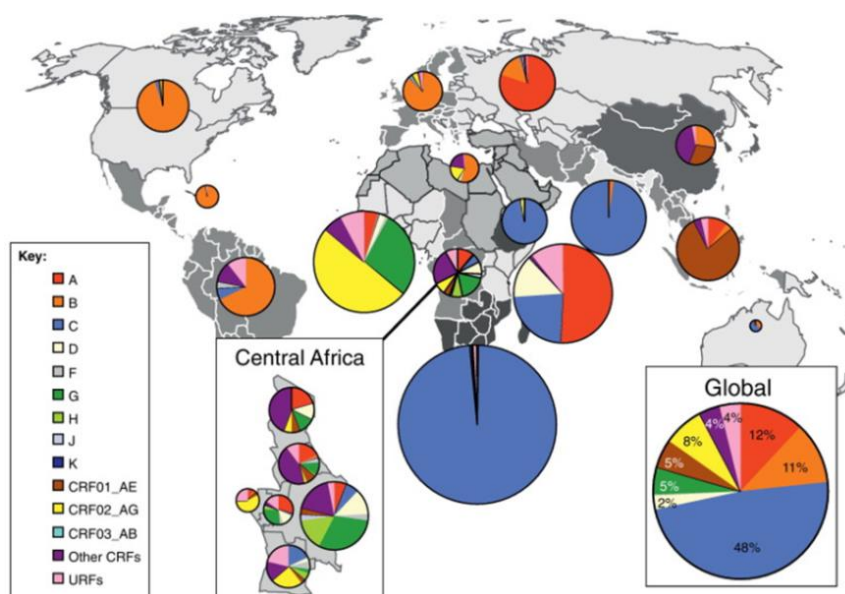 Key:
A
B
C
D
F
G
H
J
K
CRF01_AE
CRF02_AG
CRF03_AB
Other CRFs
URFs
Central Africa
Global
4%
4%
12%
8%
11%
5%
5%
2%
48%